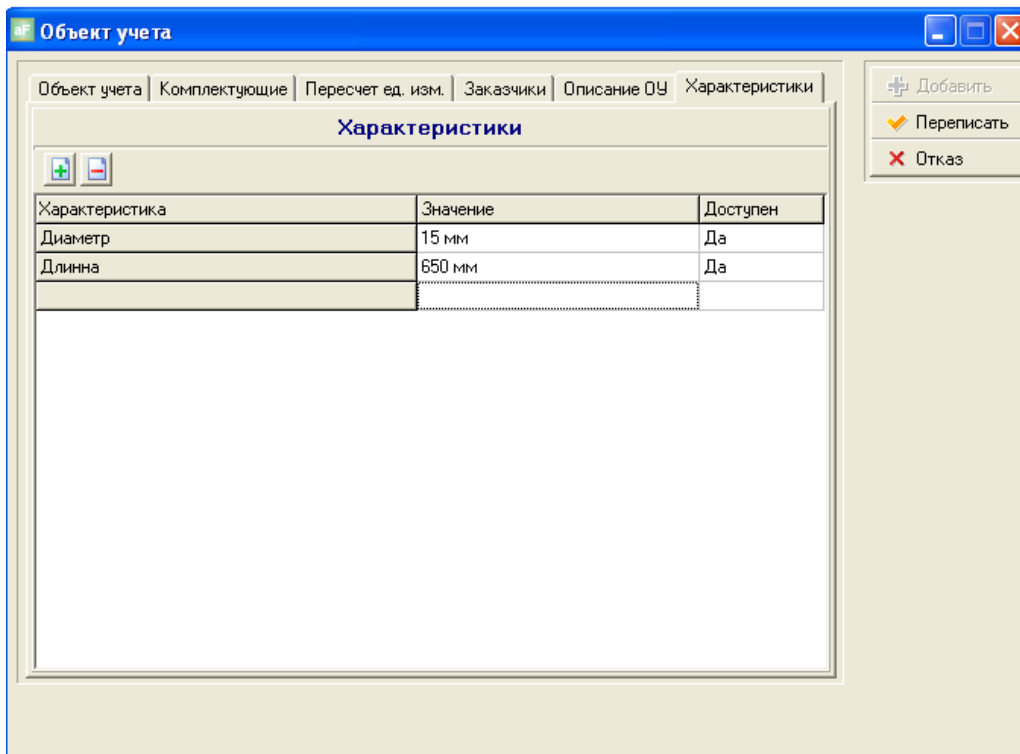 aF Объект учета
Объект учета Комплектующие Пересчет ед. изм. Заказчики Описание ОУ Характеристики
Добавить
Переписать
Отказ
Характеристики
Характеристика Значение Доступен
Диаметр 15 мм Да
Длинна 650 мм Да